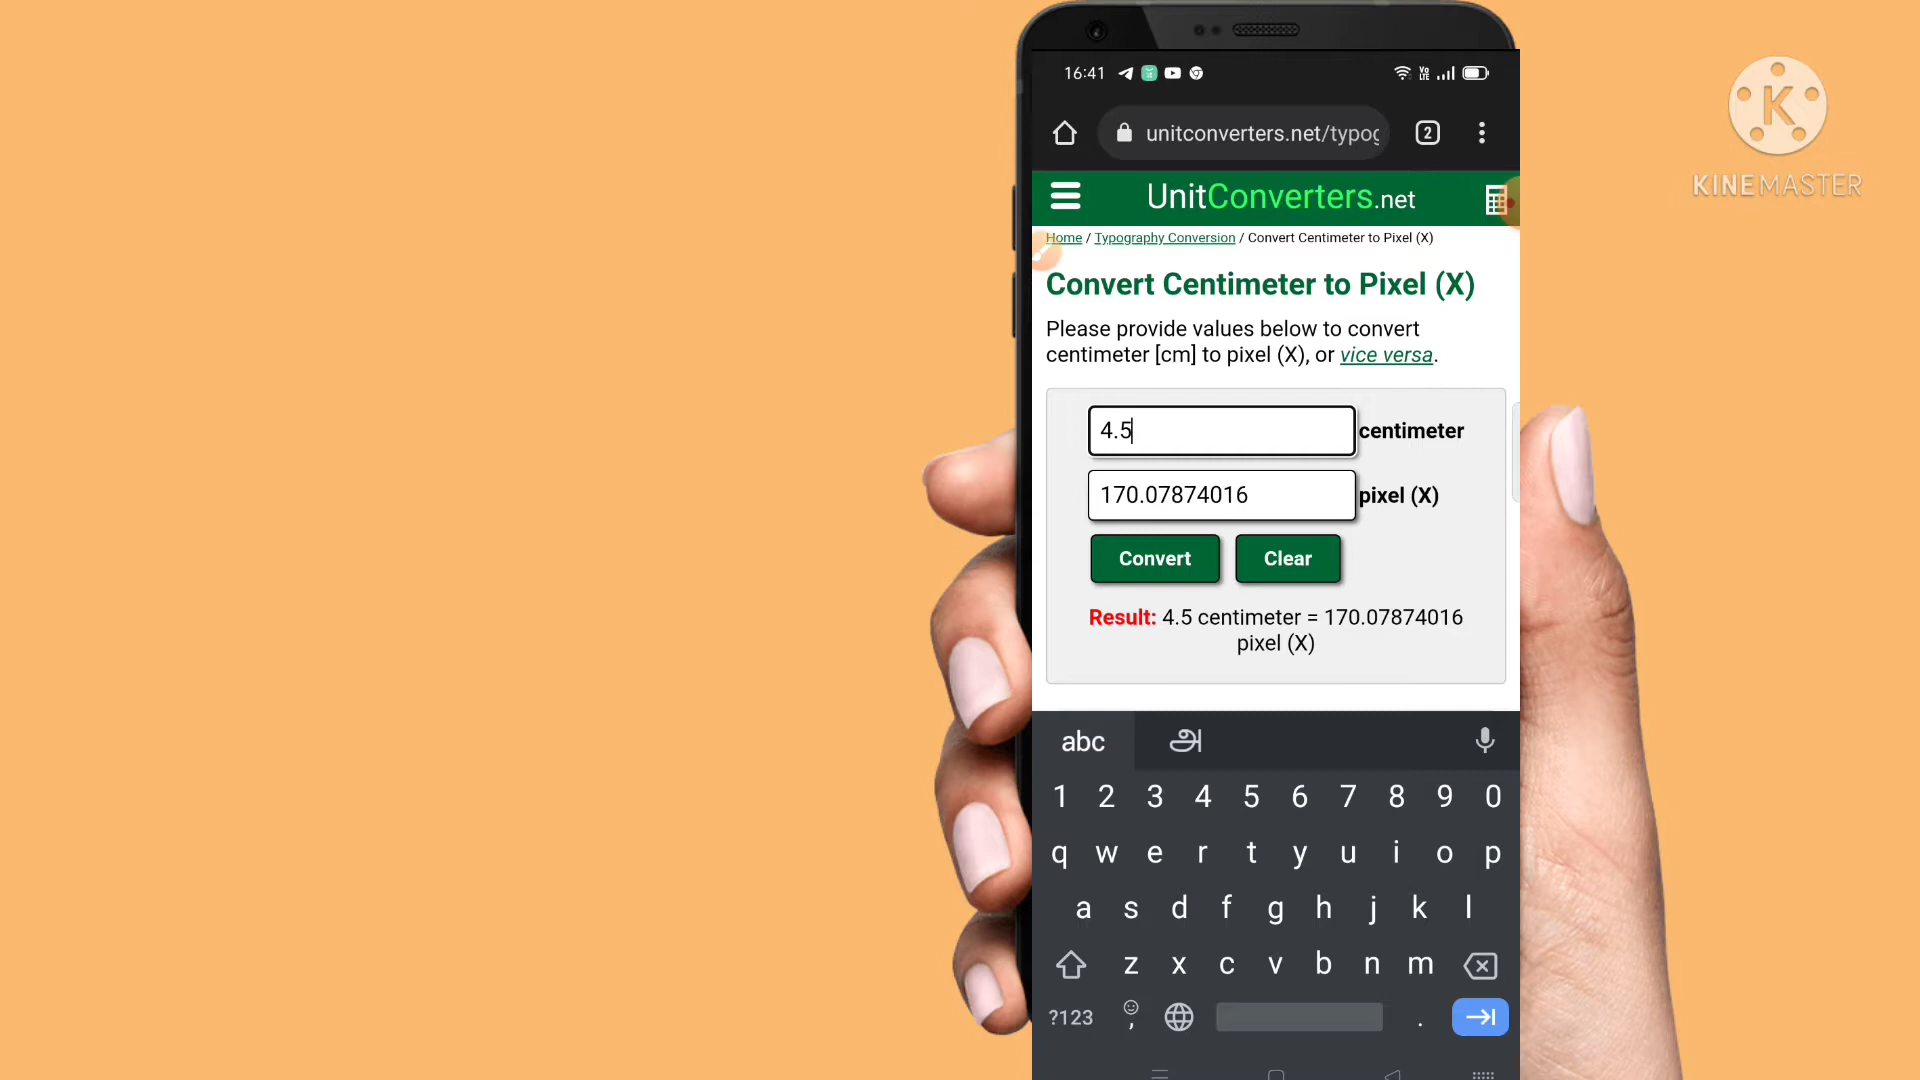 16:41
Vo
LTE
unitconverters.net/typog
2
UnitConverters.net
Home / Typography Conversion / Convert Centimeter to Pixel (X)
Convert Centimeter to Pixel (X)
Please provide values below to convert
centimeter [cm] to pixel (X), or vice versa.
4.5 centimeter
170.07874016 pixel (X)
Convert Clear
Result: 4.5 centimeter = 170.07874016
pixel (X)
abc அ
1 2 3 4 5 6 7 8 9 0
q w e r t y u i o p
a s d f g h j k l
z x c v b n m
?123 , .
K
KINEMASTER